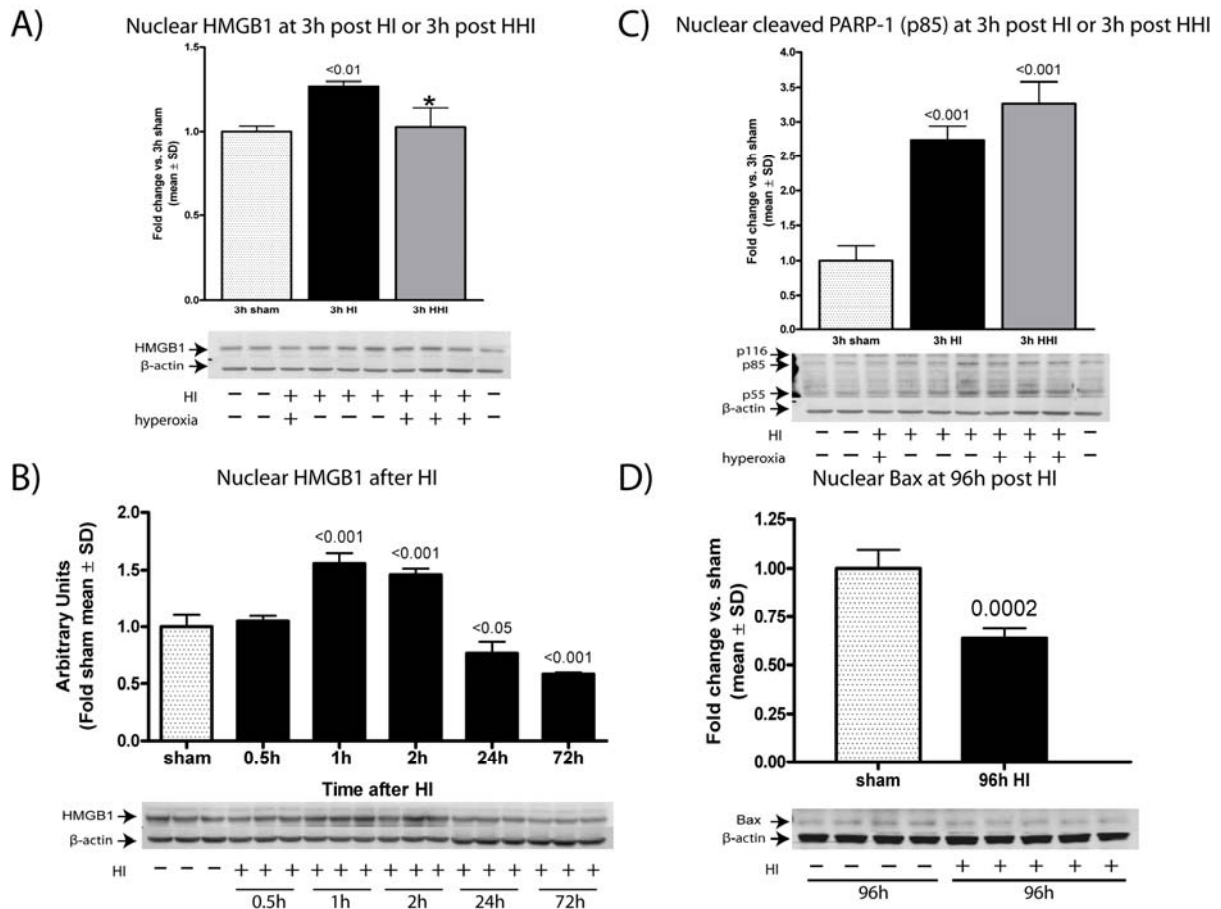 A)
Nuclear HMGB1 at 3h post HI or 3h post HHI
Fold change vs. 3h sham
(mean ± SD)
1.5
1.0
0.5
0.0
<0.01
*
3h sham 3h HI 3h HHI
HMGB1
β-actin
HI − − + + + + + + + −
hyperoxia − − + − − − + + + −
B)
Nuclear HMGB1 after HI
Arbitrary Units
(Fold sham mean ± SD)
2.0
1.5
1.0
0.5
0.0
<0.001
<0.001
<0.05
<0.001
sham 0.5h 1h 2h 24h 72h
Time after HI
HMGB1
β-actin
HI − − − + + + + + + + + + + + + + + +
0.5h 1h 2h 24h 72h
C)
Nuclear cleaved PARP-1 (p85) at 3h post HI or 3h post HHI
Fold change vs. 3h sham
(mean ± SD)
4.0
3.5
3.0
2.5
2.0
1.5
1.0
0.5
0.0
<0.001
<0.001
3h sham 3h HI 3h HHI
p116
p85
p55
β-actin
HI − − + + + + + + + −
hyperoxia − − + − − − + + + −
D)
Nuclear Bax at 96h post HI
Fold change vs. sham
(mean ± SD)
1.25
1.00
0.75
0.50
0.25
0.00
0.0002
sham 96h HI
Bax
β-actin
HI − − − − + + + + +
96h 96h